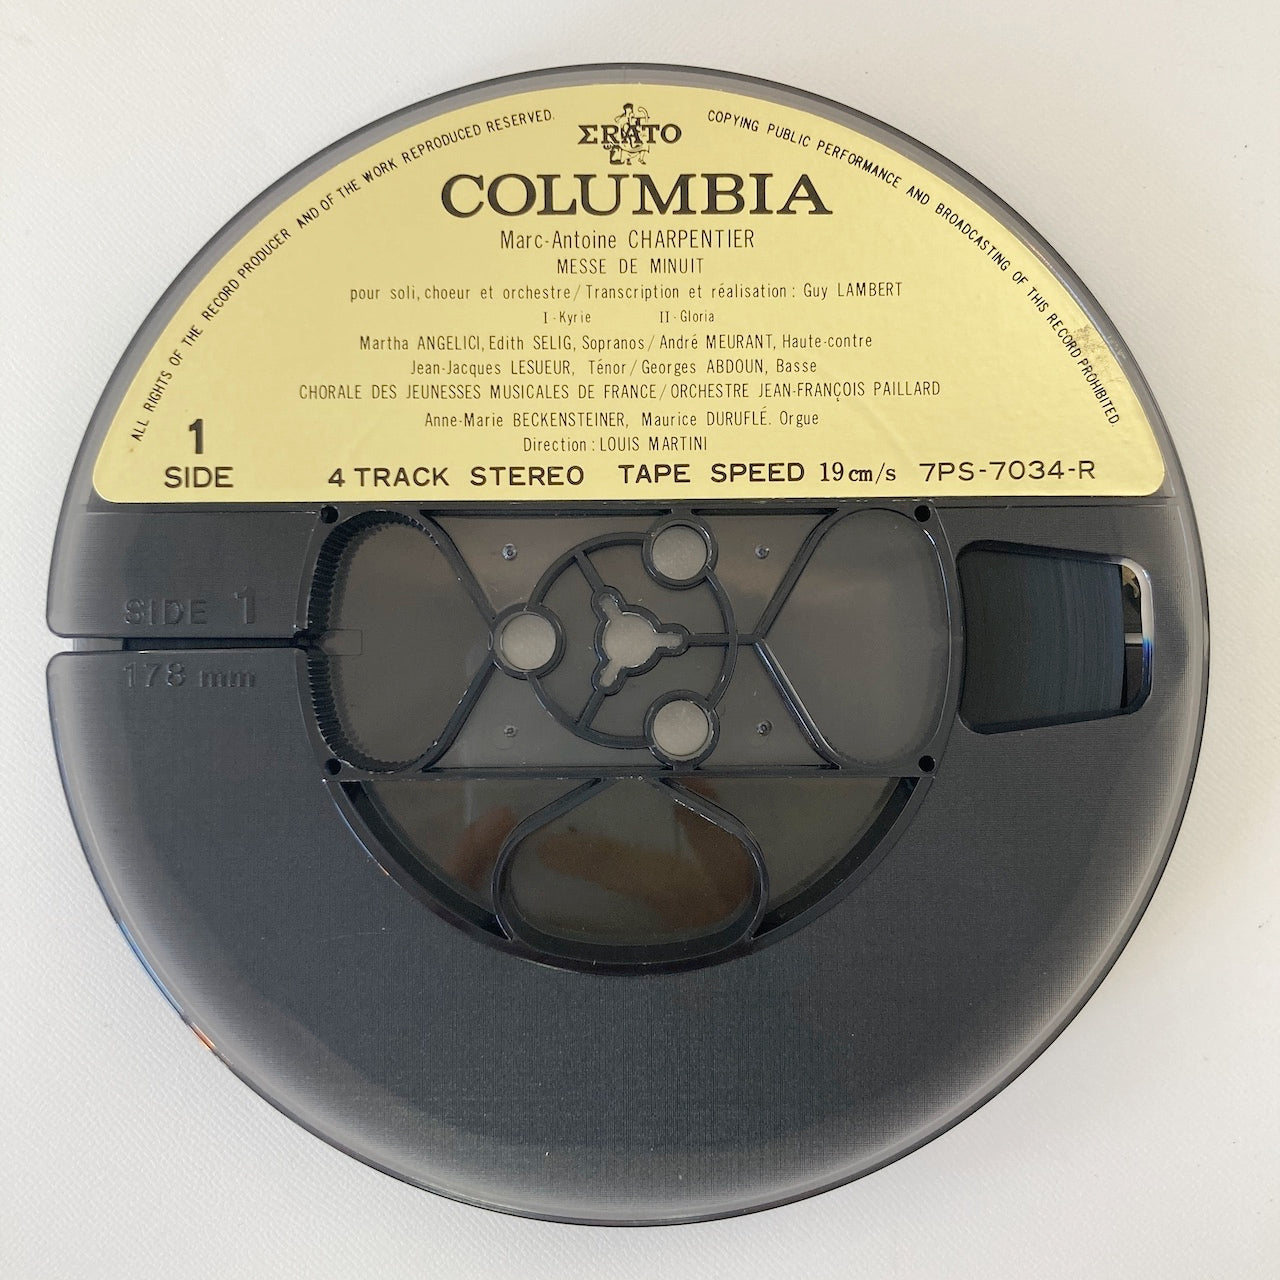 ALL RIGHTS OF THE RECORD PRODUCER AND OF THE WORK REPRODUCED RESERVED.
COPYING PUBLIC PERFORMANCE AND BROADCASTING OF THIS RECORD PROHIBITED.
ΣRATO
COLUMBIA
Marc-Antoine CHARPENTIER
MESSE DE MINUIT
pour soli, choeur et orchestre/Transcription et réalisation : Guy LAMBERT
I-Kyrie II-Gloria
Martha ANGELICI, Edith SELIG, Sopranos/André MEURANT, Haute-contre
Jean-Jacques LESUEUR, Ténor/Georges ABDOUN, Basse
CHORALE DES JEUNESSES MUSICALES DE FRANCE/ORCHESTRE JEAN-FRANÇOIS PAILLARD
Anne-Marie BECKENSTEINER, Maurice DURUFLÉ. Orgue
Direction : LOUIS MARTINI
1
SIDE 4 TRACK STEREO TAPE SPEED 19 cm/s 7PS-7034-R
SIDE 1
178 mm